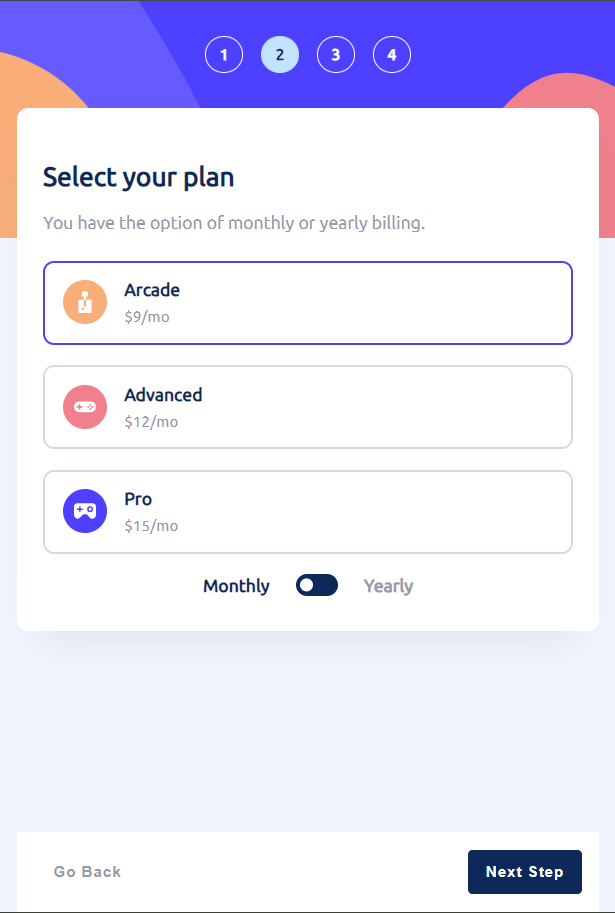 1 2 3 4
Select your plan
You have the option of monthly or yearly billing.
Arcade
$9/mo
Advanced
$12/mo
Pro
$15/mo
Monthly Yearly
Go Back Next Step